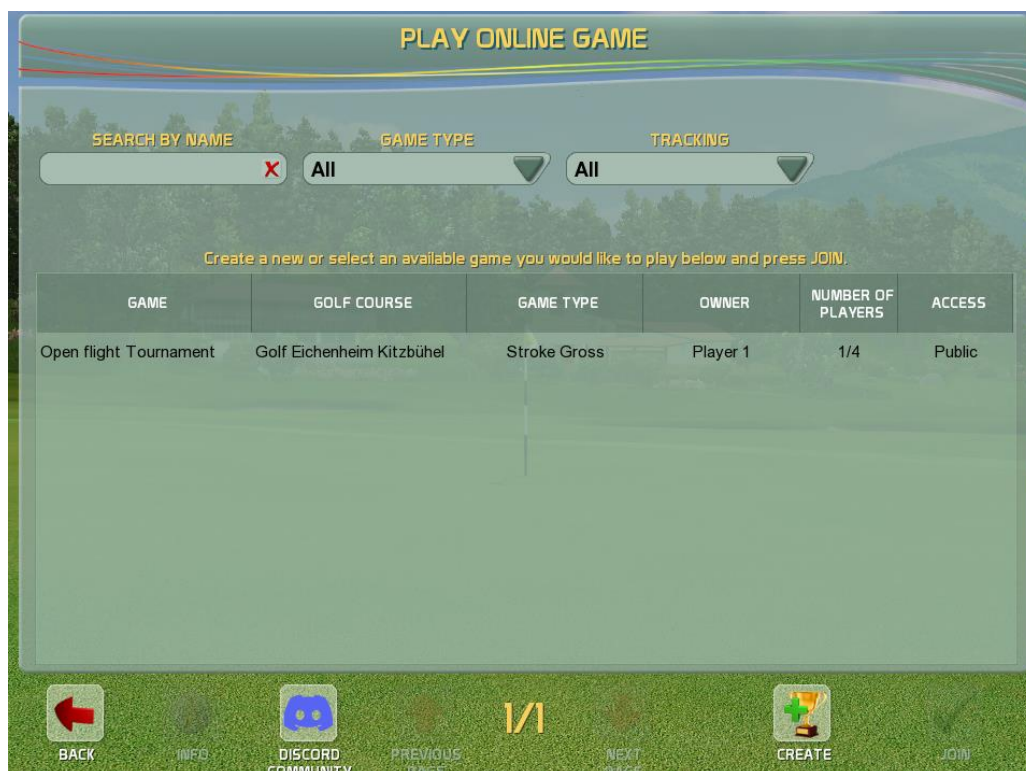 PLAY ONLINE GAME
SEARCH BY NAME GAME TYPE TRACKING
All All
Create a new or select an available game you would like to play below and press JOIN.
GAME GOLF COURSE GAME TYPE OWNER NUMBER OF PLAYERS ACCESS
Open flight Tournament Golf Eichenheim Kitzbühel Stroke Gross Player 1 1/4 Public
1/1
BACK INFO DISCORD PREVIOUS NEXT CREATE JOIN
COMMUNITY PAGE PAGE